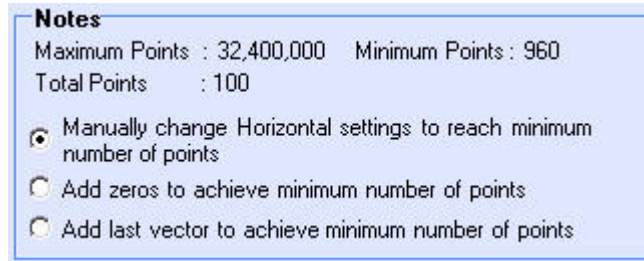 Notes
Maximum Points : 32,400,000 Minimum Points : 960
Total Points : 100
Manually change Horizontal settings to reach minimum
number of points
Add zeros to achieve minimum number of points
Add last vector to achieve minimum number of points